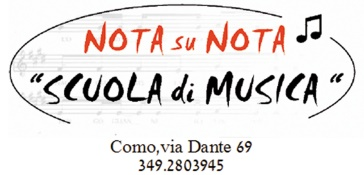 NOTA su NOTA
"SCUOLA di MUSICA"
Como,via Dante 69
349.2803945